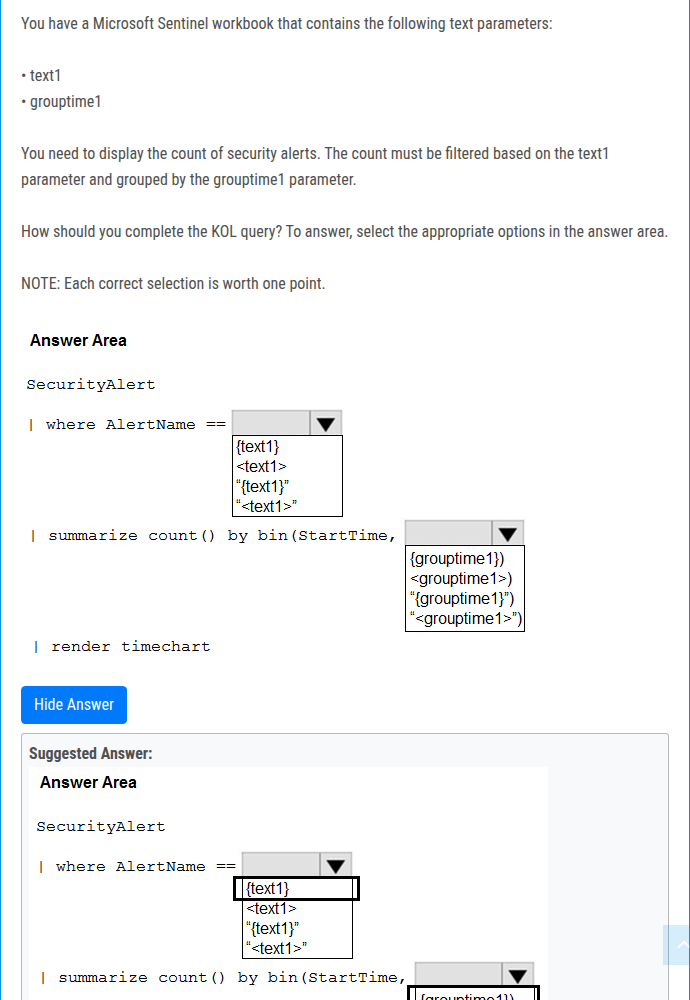 You have a Microsoft Sentinel workbook that contains the following text parameters:
• text1
• grouptime1
You need to display the count of security alerts. The count must be filtered based on the text1
parameter and grouped by the grouptime1 parameter.
How should you complete the KOL query? To answer, select the appropriate options in the answer area.
NOTE: Each correct selection is worth one point.
Answer Area
SecurityAlert
| where AlertName ==
{text1}
<text1>
“{text1}”
“<text1>”
| summarize count() by bin(StartTime,
{grouptime1})
<grouptime1>)
“{grouptime1}”)
“<grouptime1>”)
| render timechart
Hide Answer
Suggested Answer:
Answer Area
SecurityAlert
| where AlertName ==
{text1}
<text1>
“{text1}”
“<text1>”
| summarize count() by bin(StartTime,
{grouptime1})